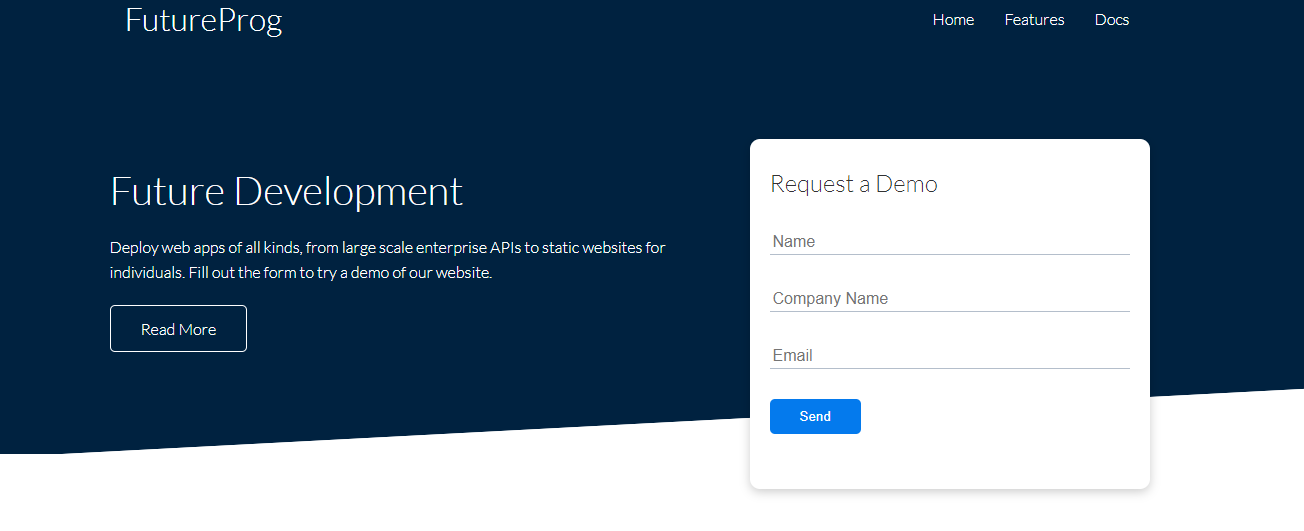 FutureProg
Home Features Docs
Future Development
Deploy web apps of all kinds, from large scale enterprise APIs to static websites for
individuals. Fill out the form to try a demo of our website.
Read More
Request a Demo
Name
Company Name
Email
Send